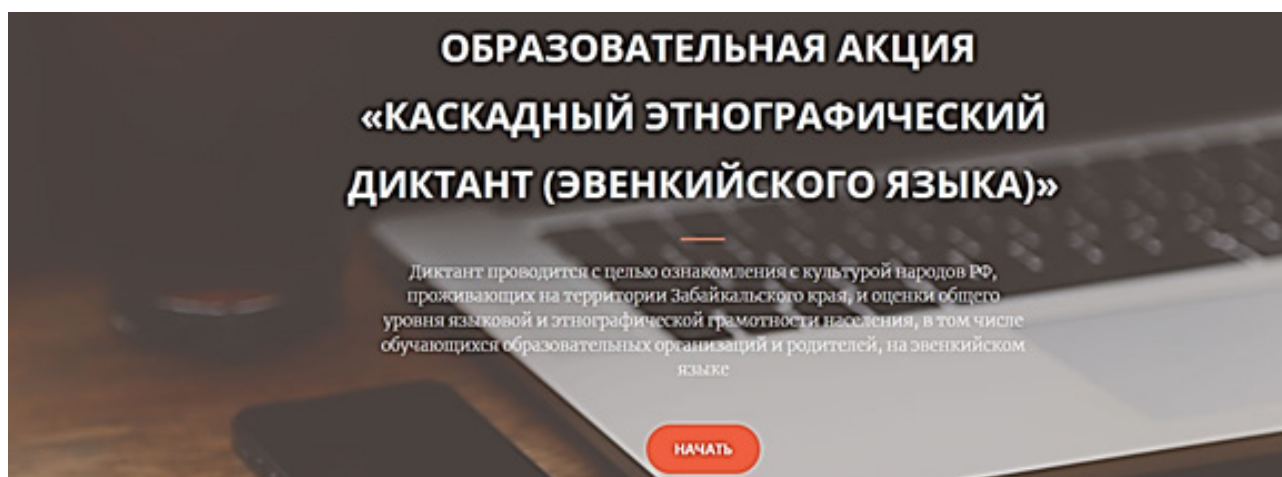 ОБРАЗОВАТЕЛЬНАЯ АКЦИЯ
«КАСКАДНЫЙ ЭТНОГРАФИЧЕСКИЙ
ДИКТАНТ (ЭВЕНКИЙСКОГО ЯЗЫКА)»
Диктант проводится с целью ознакомления с культурой народов РФ,
проживающих на территории Забайкальского края, и оценки общего
уровня языковой и этнографической грамотности населения, в том числе
обучающихся образовательных организаций и родителей, на эвенкийском
языке
НАЧАТЬ